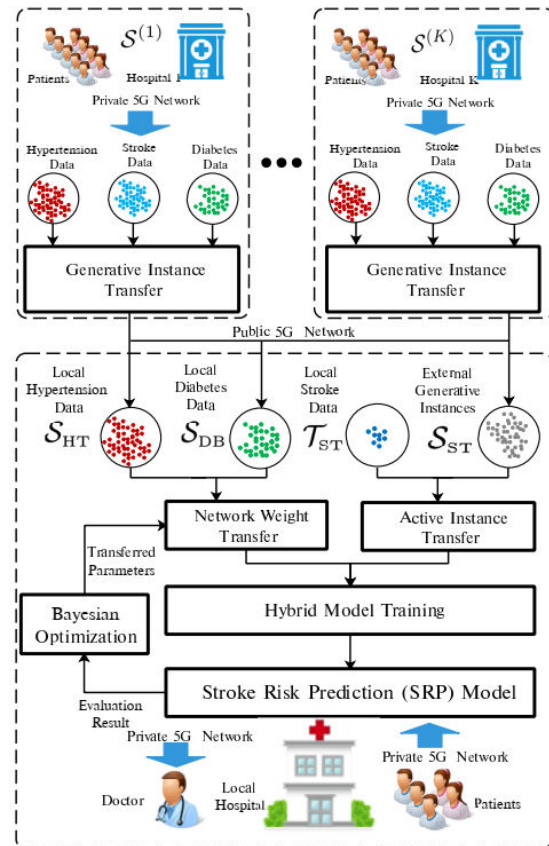 S^(1)
Patients
Hospital
Private 5G Network
Hypertension Data
Stroke Data
Diabetes Data
Generative Instance Transfer
S^(K)
Hospital K
Private 5G Network
Hypertension Data
Stroke Data
Diabetes Data
Generative Instance Transfer
Public 5G Network
Local Hypertension Data
S_HT
Local Diabetes Data
S_DB
Local Stroke Data
T_ST
External Generative Instances
S_ST
Network Weight Transfer
Active Instance Transfer
Transferred Parameters
Bayesian Optimization
Hybrid Model Training
Stroke Risk Prediction (SRP) Model
Evaluation Result
Private 5G Network
Doctor
Local Hospital
Private 5G Network
Patients